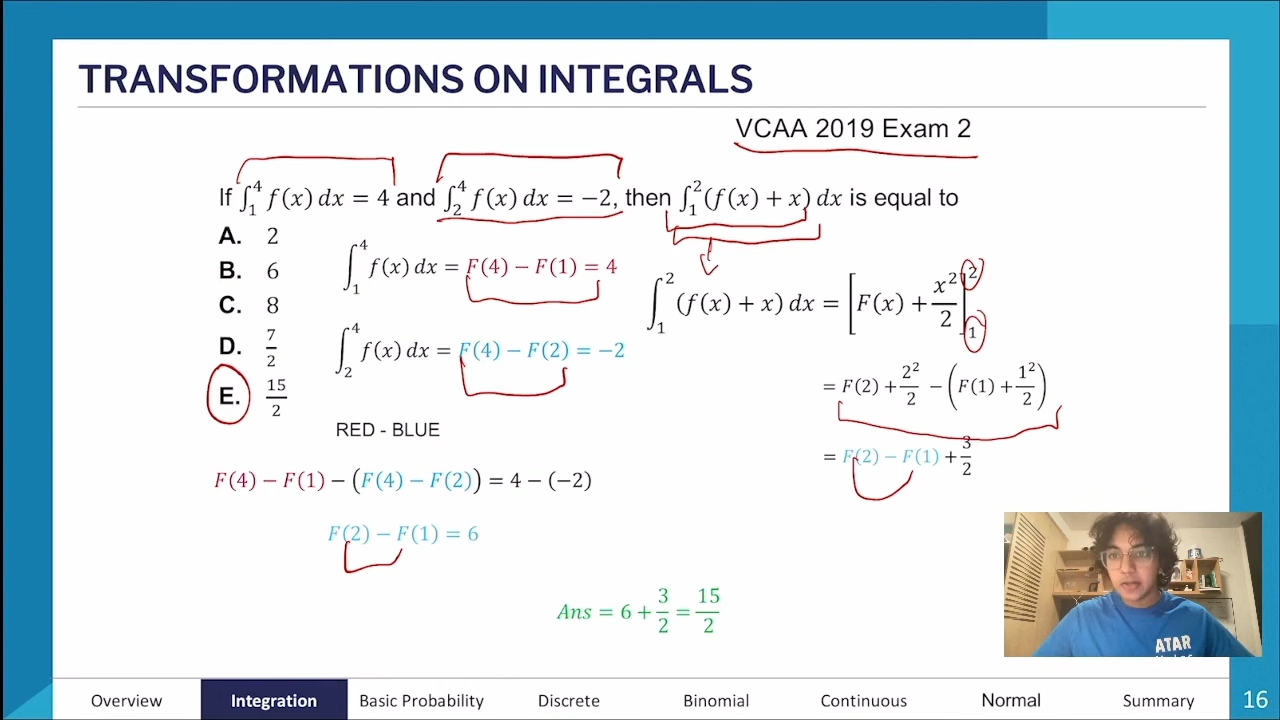 TRANSFORMATIONS ON INTEGRALS
VCAA 2019 Exam 2
If ∫₁⁴ f(x) dx = 4 and ∫₂⁴ f(x) dx = −2, then ∫₁²(f(x) + x) dx is equal to
A. 2
B. 6
C. 8
D. 7/2
E. 15/2
∫₁⁴ f(x) dx = F(4) − F(1) = 4
∫₂⁴ f(x) dx = F(4) − F(2) = −2
RED - BLUE
F(4) − F(1) − (F(4) − F(2)) = 4 − (−2)
F(2) − F(1) = 6
∫₁² (f(x) + x) dx = [F(x) + x²/2]₁²
= F(2) + 2²/2 − (F(1) + 1²/2)
= F(2) − F(1) + 3/2
Ans = 6 + 3/2 = 15/2
ATAR
Overview Integration Basic Probability Discrete Binomial Continuous Normal Summary 16